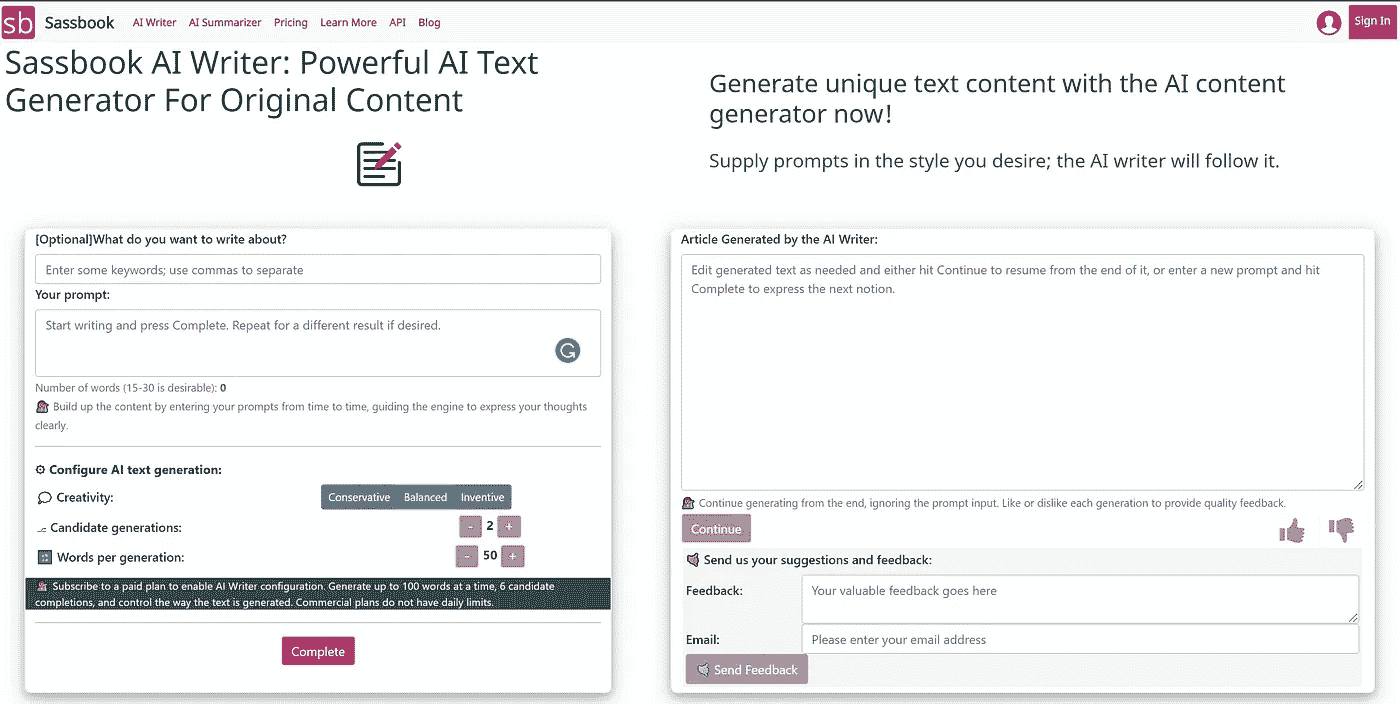 sb Sassbook AI Writer AI Summarizer Pricing Learn More API Blog Sign In
Sassbook AI Writer: Powerful AI Text
Generator For Original Content
Generate unique text content with the AI content
generator now!
Supply prompts in the style you desire; the AI writer will follow it.
[Optional]What do you want to write about?
Enter some keywords; use commas to separate
Your prompt:
Start writing and press Complete. Repeat for a different result if desired.
Number of words (15-30 is desirable): 0
Build up the content by entering your prompts from time to time, guiding the engine to express your thoughts
clearly.
Configure AI text generation:
Creativity: Conservative Balanced Inventive
Candidate generations: - 2 +
Words per generation: - 50 +
Subscribe to a paid plan to enable AI Writer configuration. Generate up to 100 words at a time, 6 candidate
completions, and control the way the text is generated. Commercial plans do not have daily limits.
Complete
Article Generated by the AI Writer:
Edit generated text as needed and either hit Continue to resume from the end of it, or enter a new prompt and hit
Complete to express the next notion.
Continue generating from the end, ignoring the prompt input. Like or dislike each generation to provide quality feedback.
Continue
Send us your suggestions and feedback:
Feedback: Your valuable feedback goes here
Email: Please enter your email address
Send Feedback